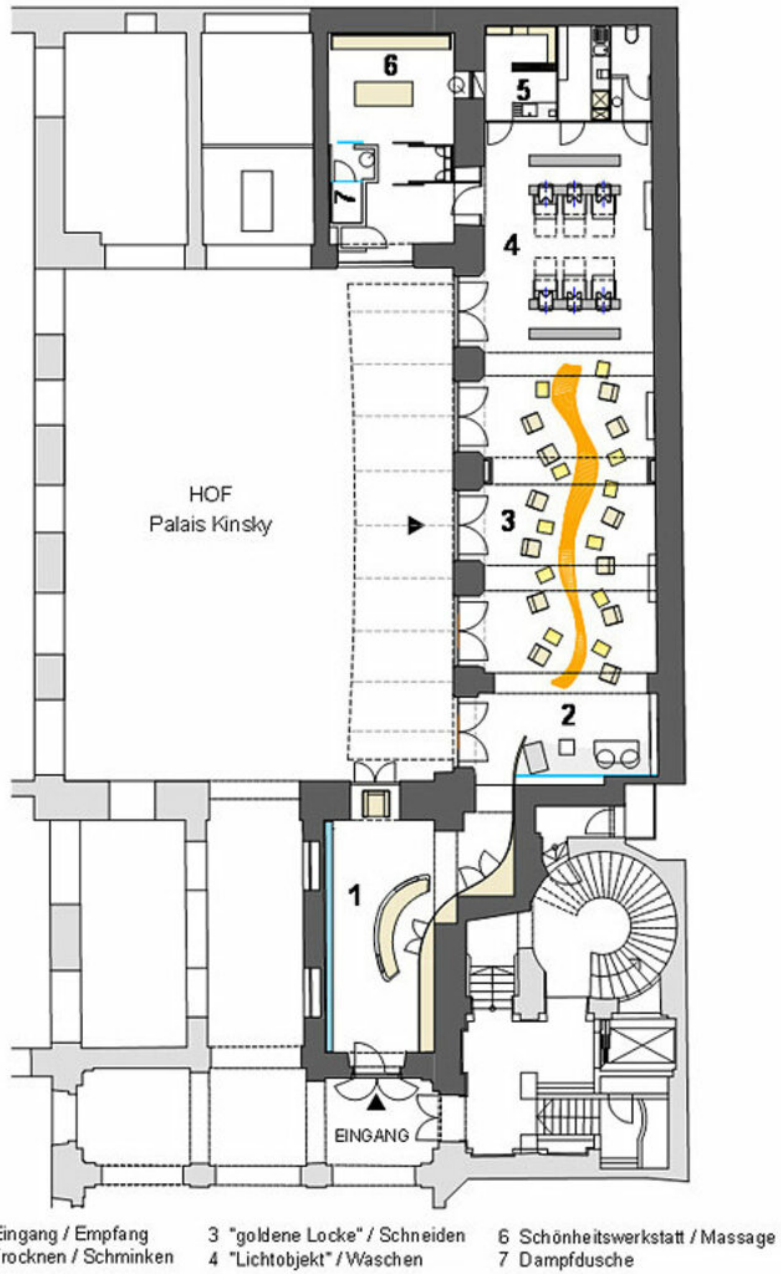 6
5
7
4
HOF
Palais Kinsky
3
2
1
EINGANG
Eingang / Empfang
3 "goldene Locke" / Schneiden
6 Schönheitswerkstatt / Massage
rocknen / Schminken
4 "Lichtobjekt" / Waschen
7 Dampfdusche